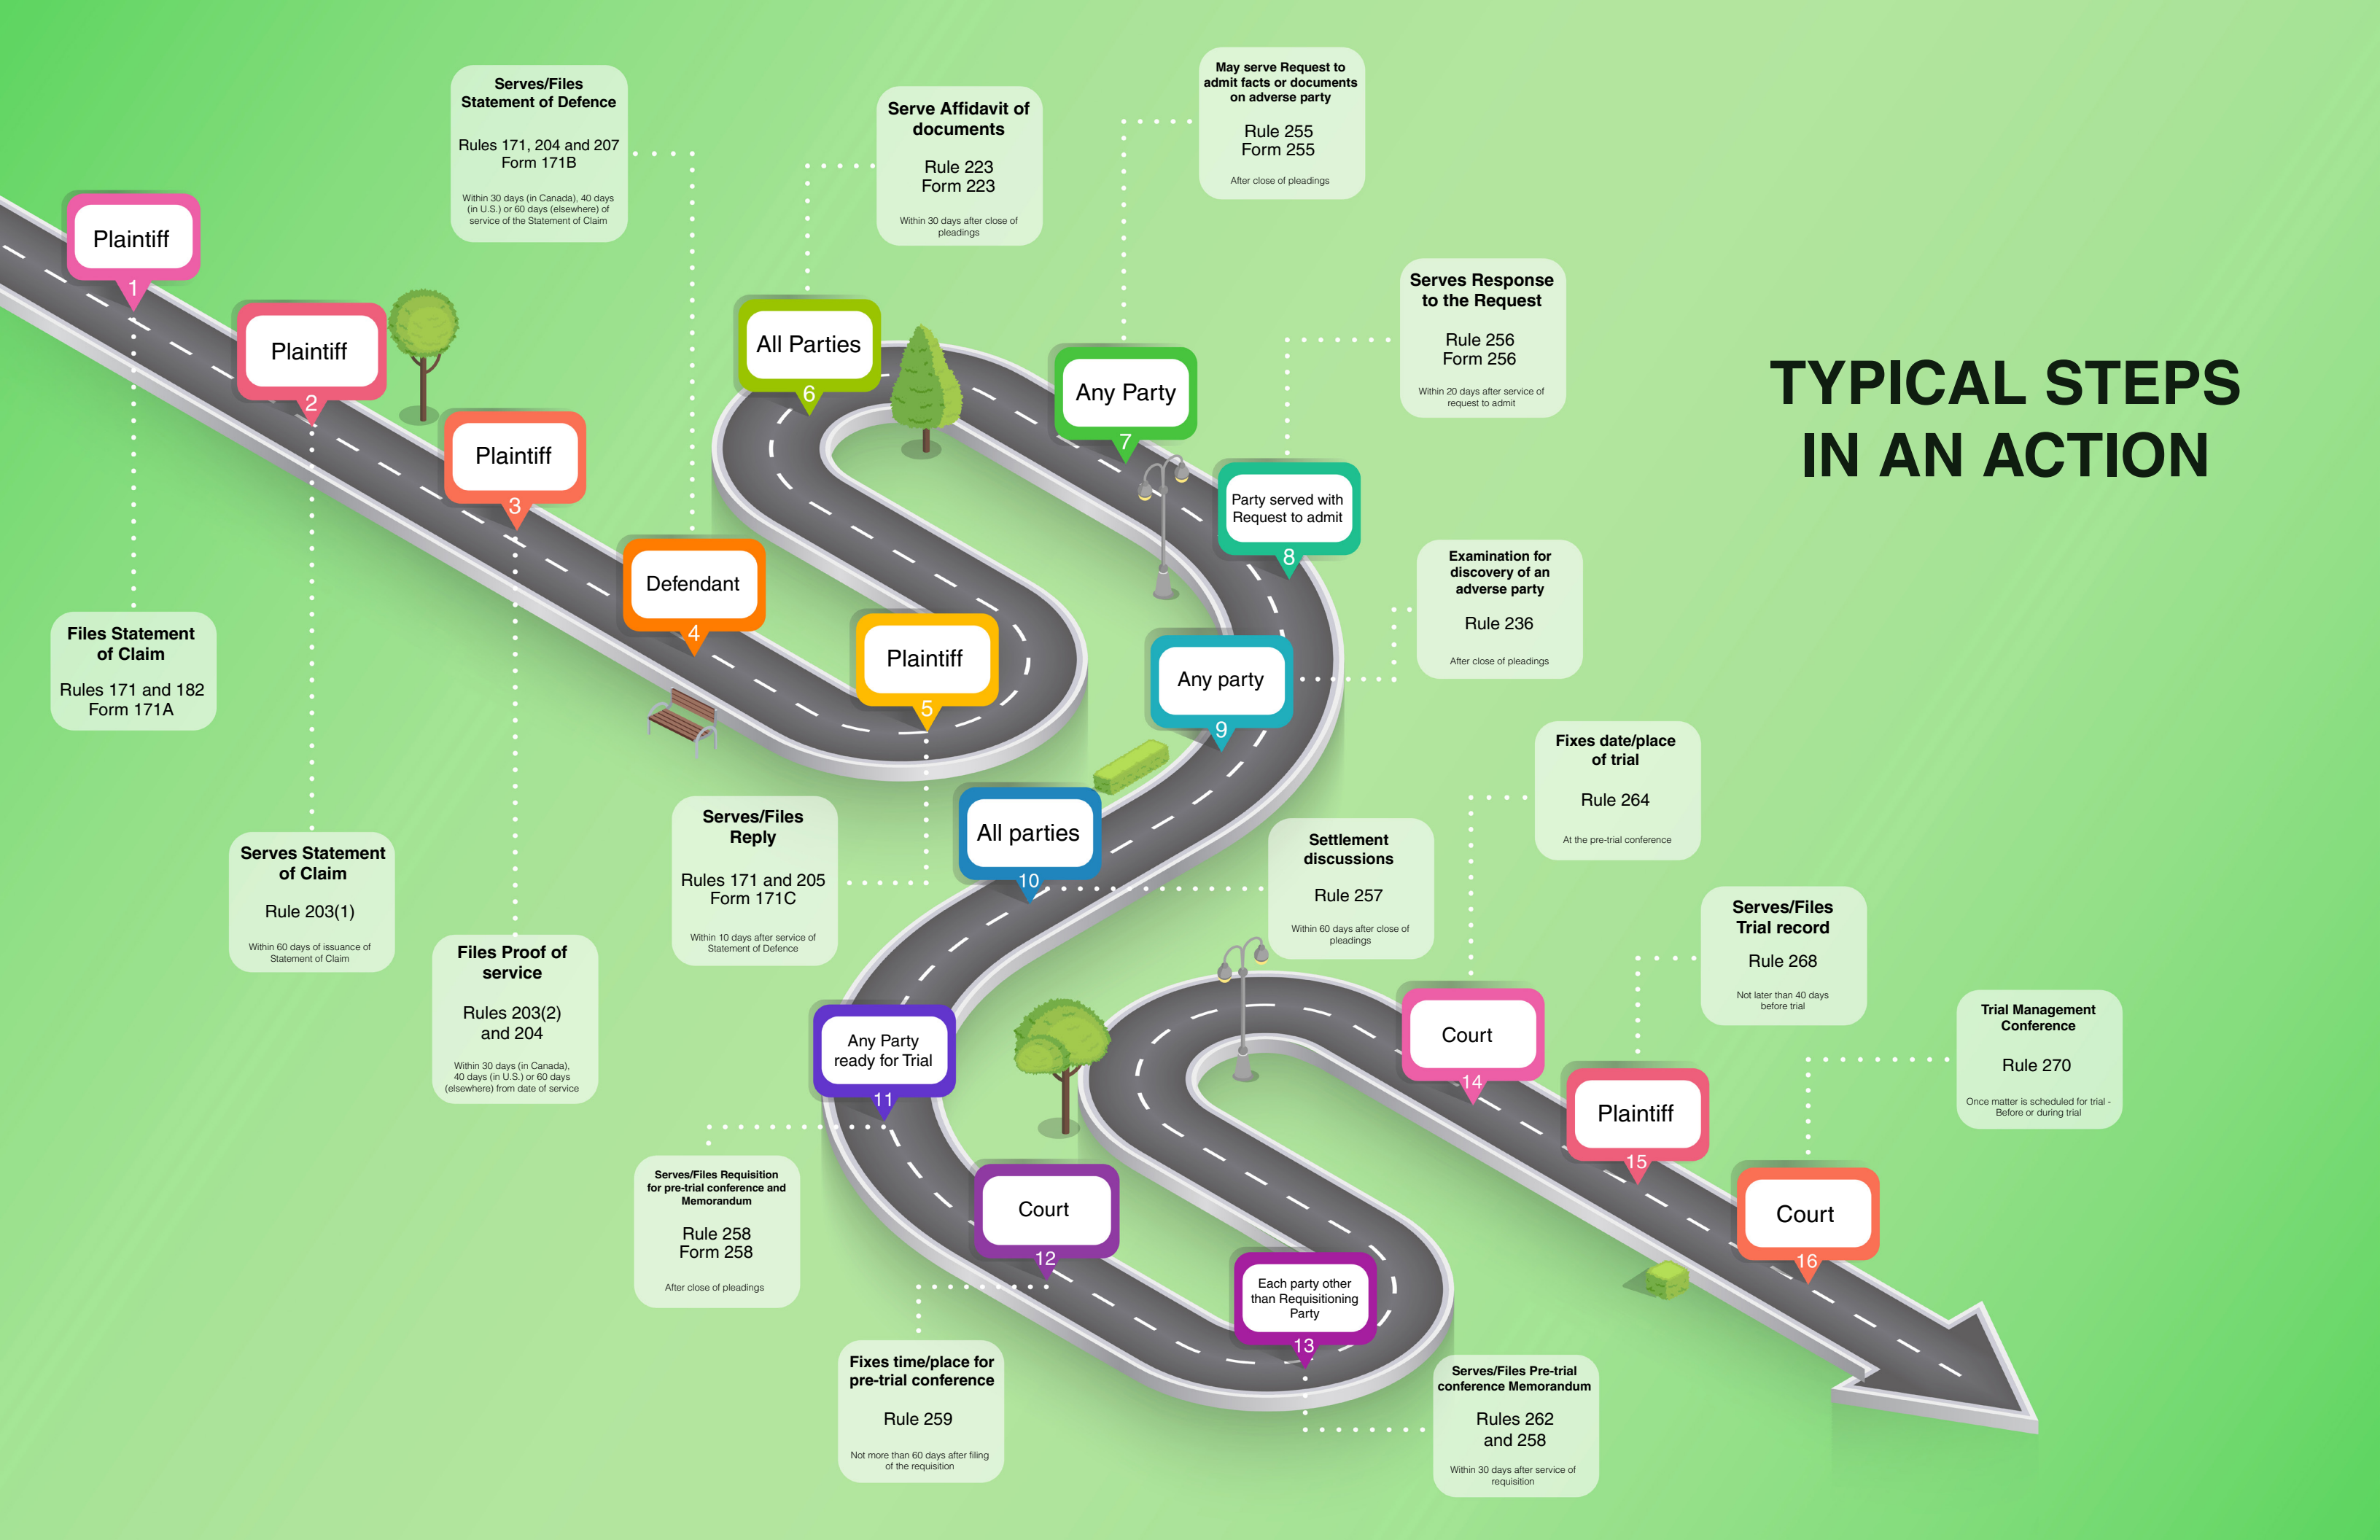 TYPICAL STEPS
IN AN ACTION
Plaintiff
1
Files Statement
of Claim
Rules 171 and 182
Form 171A
Plaintiff
2
Serves Statement
of Claim
Rule 203(1)
Within 60 days of issuance of
Statement of Claim
Plaintiff
3
Files Proof of
service
Rules 203(2)
and 204
Within 30 days (in Canada),
40 days (in U.S.) or 60 days
(elsewhere) from date of service
Defendant
4
Serves/Files
Statement of Defence
Rules 171, 204 and 207
Form 171B
Within 30 days (in Canada), 40 days
(in U.S.) or 60 days (elsewhere) of
service of the Statement of Claim
Plaintiff
5
Serves/Files
Reply
Rules 171 and 205
Form 171C
Within 10 days after service of
Statement of Defence
All Parties
6
Serve Affidavit of
documents
Rule 223
Form 223
Within 30 days after close of
pleadings
Any Party
7
May serve Request to
admit facts or documents
on adverse party
Rule 255
Form 255
After close of pleadings
Party served with
Request to admit
8
Serves Response
to the Request
Rule 256
Form 256
Within 20 days after service of
request to admit
Any party
9
Examination for
discovery of an
adverse party
Rule 236
After close of pleadings
All parties
10
Settlement
discussions
Rule 257
Within 60 days after close of
pleadings
Any Party
ready for Trial
11
Serves/Files Requisition
for pre-trial conference and
Memorandum
Rule 258
Form 258
After close of pleadings
Court
12
Fixes time/place for
pre-trial conference
Rule 259
Not more than 60 days after filing
of the requisition
Each party other
than Requisitioning
Party
13
Serves/Files Pre-trial
conference Memorandum
Rules 262
and 258
Within 30 days after service of
requisition
Court
14
Fixes date/place
of trial
Rule 264
At the pre-trial conference
Plaintiff
15
Serves/Files
Trial record
Rule 268
Not later than 40 days
before trial
Court
16
Trial Management
Conference
Rule 270
Once matter is scheduled for trial -
Before or during trial